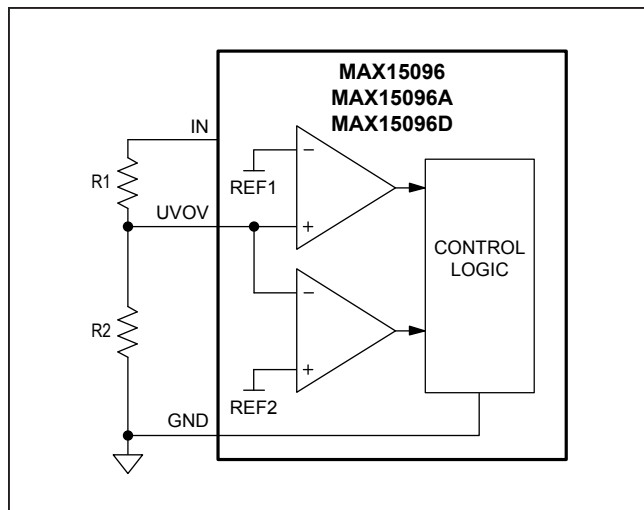 MAX15096
MAX15096A
MAX15096D
IN
−
REF1
R1
UVOV
+
CONTROL
LOGIC
−
R2
+
REF2
GND